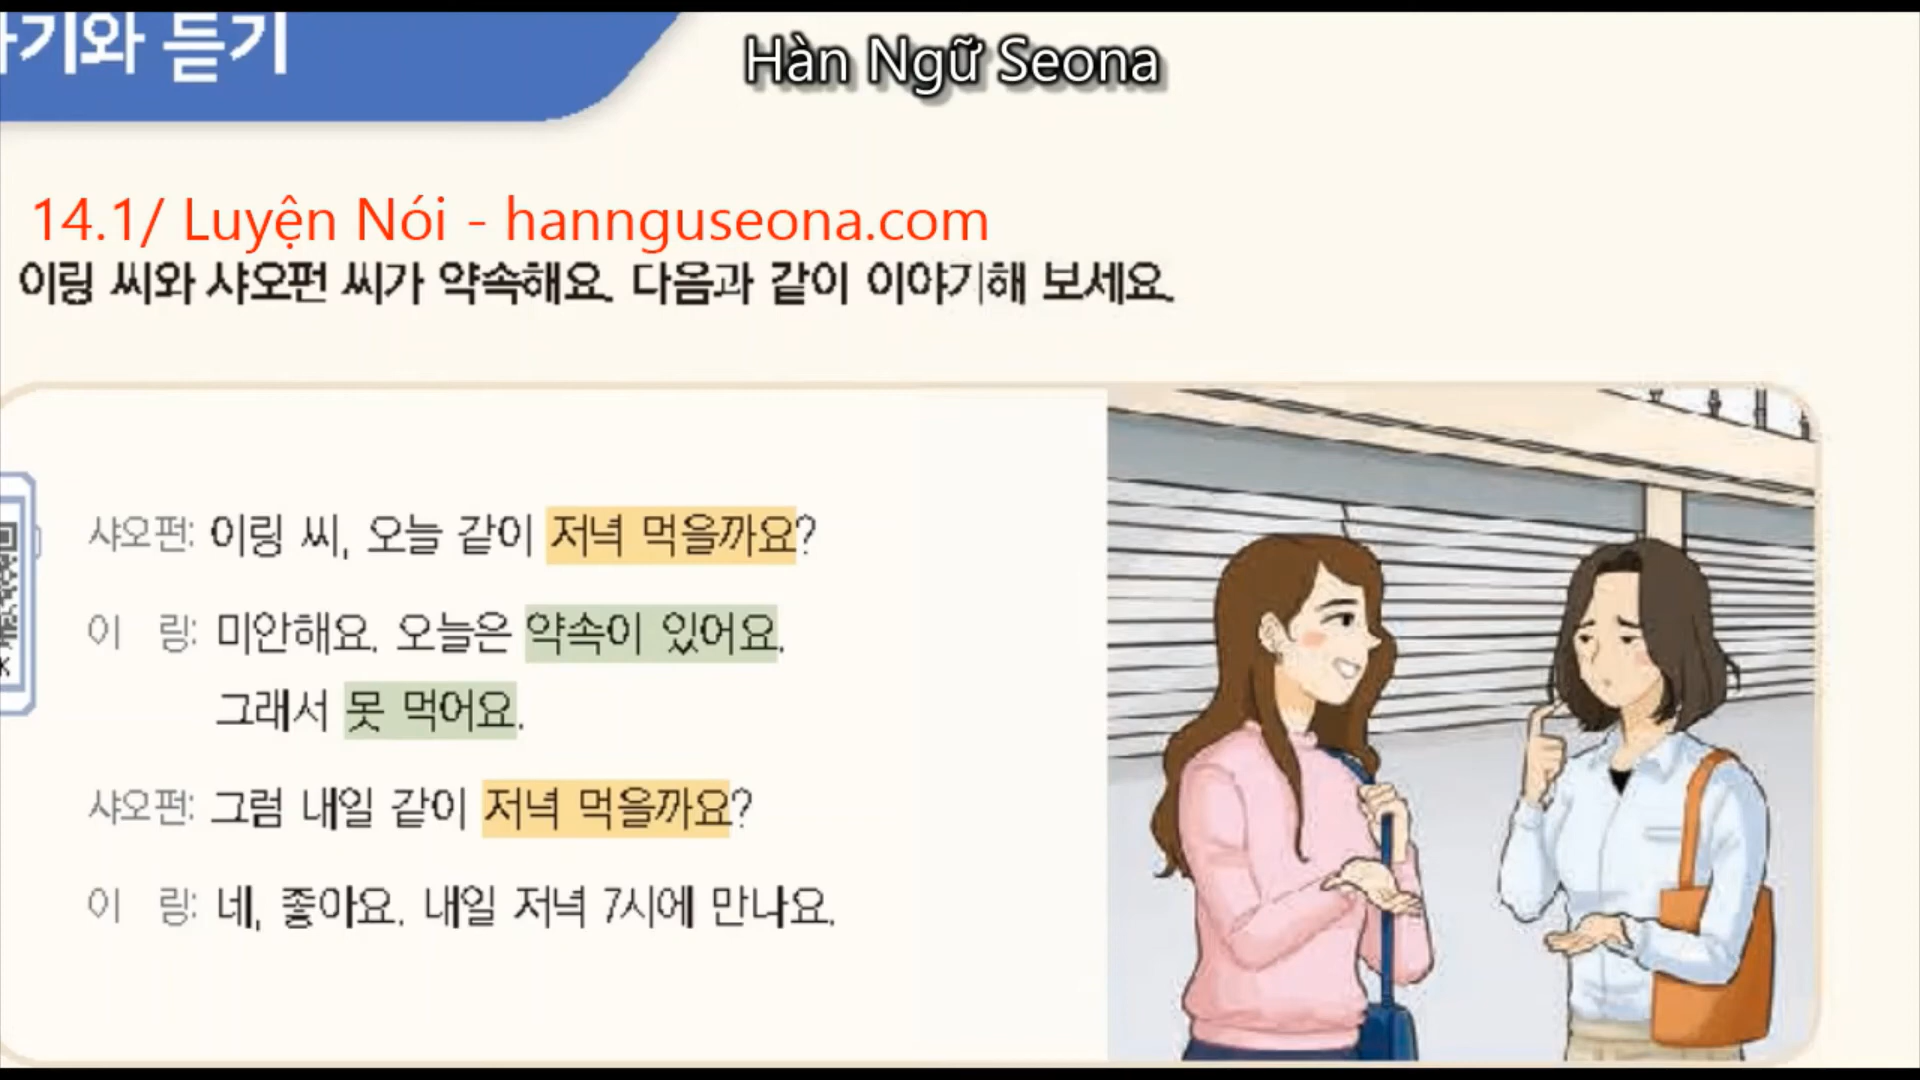 기와 듣기
Hàn Ngữ Seona
14.1/ Luyện Nói - hannguseona.com
이링 씨와 샤오펀 씨가 약속해요. 다음과 같이 이야기해 보세요.
샤오펀: 이링 씨, 오늘 같이 저녁 먹을까요?
이 링: 미안해요. 오늘은 약속이 있어요.
그래서 못 먹어요.
샤오펀: 그럼 내일 같이 저녁 먹을까요?
이 링: 네, 좋아요. 내일 저녁 7시에 만나요.